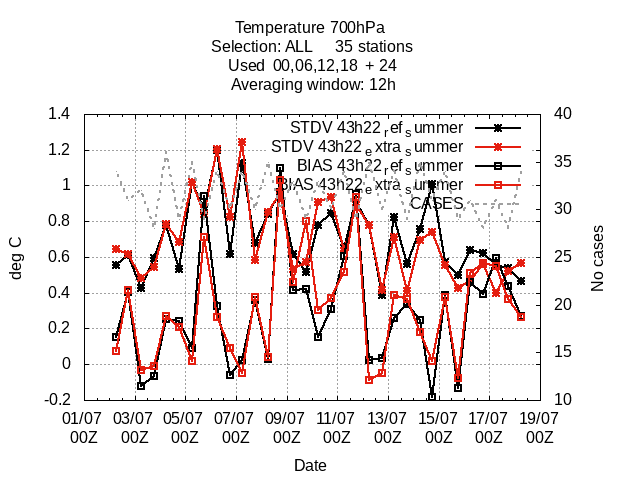 Temperature 700hPa
Selection: ALL     35 stations
Used  00,06,12,18  + 24
Averaging window: 12h
1.4
1.2
1
0.8
0.6
0.4
0.2
0
-0.2
deg C
40
35
30
25
20
15
10
No cases
STDV 43h22refsummer
STDV 43h22extrasummer
BIAS 43h22refsummer
BIAS 43h22extrasummer
CASES
01/07 03/07 05/07 07/07 09/07 11/07 13/07 15/07 17/07 19/07
00Z 00Z 00Z 00Z 00Z 00Z 00Z 00Z 00Z 00Z
Date